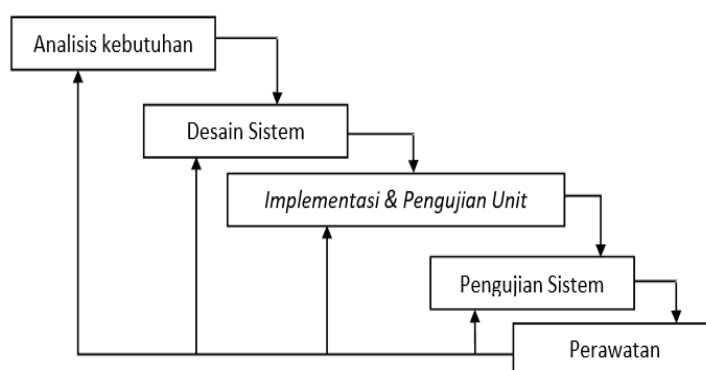 Analisis kebutuhan
Desain Sistem
Implementasi & Pengujian Unit
Pengujian Sistem
Perawatan